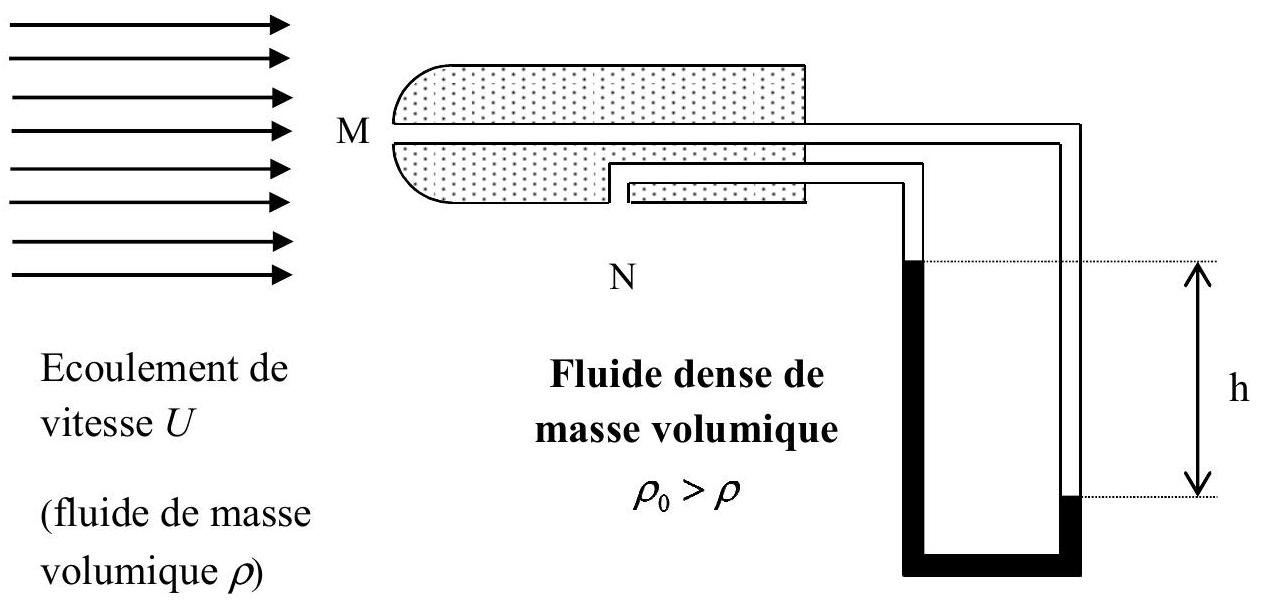 M
N
Ecoulement de
vitesse U
(fluide de masse
volumique ρ)
Fluide dense de
masse volumique
ρ₀ > ρ
h